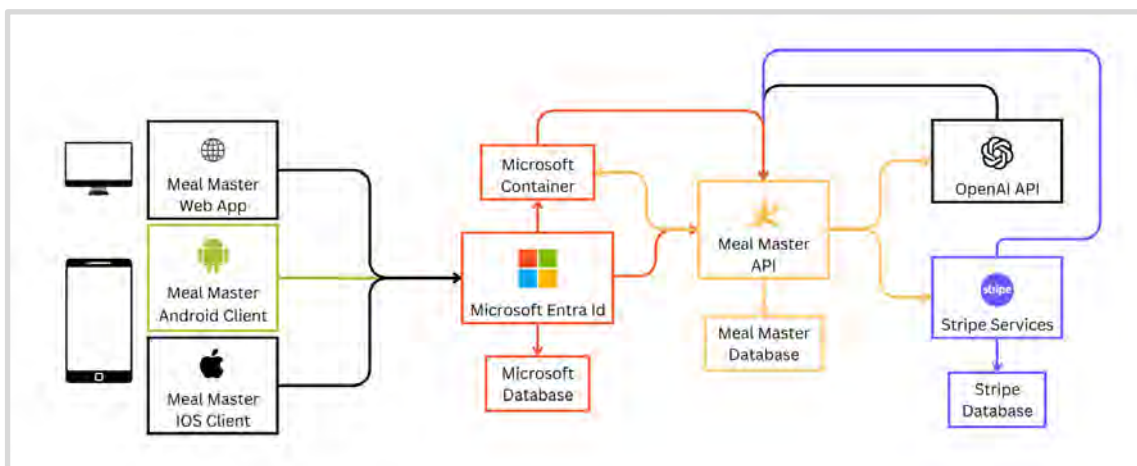 Meal Master
Web App
Meal Master
Android Client
Meal Master
IOS Client
Microsoft
Container
Microsoft Entra Id
Microsoft
Database
Meal Master
API
Meal Master
Database
OpenAI API
stripe
Stripe Services
Stripe
Database